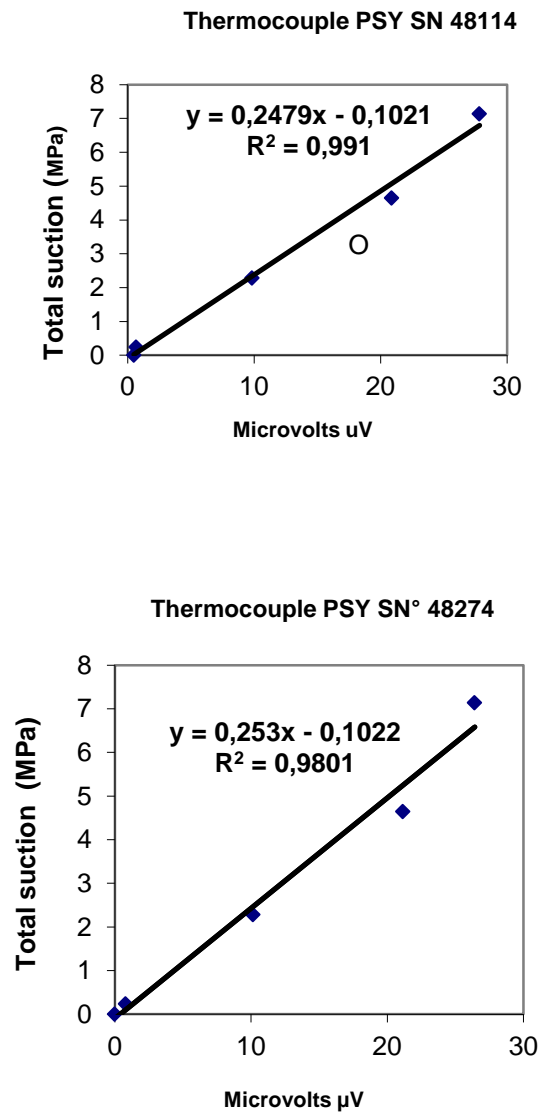 Thermocouple PSY SN 48114
y = 0,2479x - 0,1021
R² = 0,991
O
Total suction (MPa)
8
7
6
5
4
3
2
1
0
0 10 20 30
Microvolts uV
Thermocouple PSY SN° 48274
y = 0,253x - 0,1022
R² = 0,9801
Total suction (MPa)
8
7
6
5
4
3
2
1
0
0 10 20 30
Microvolts µV